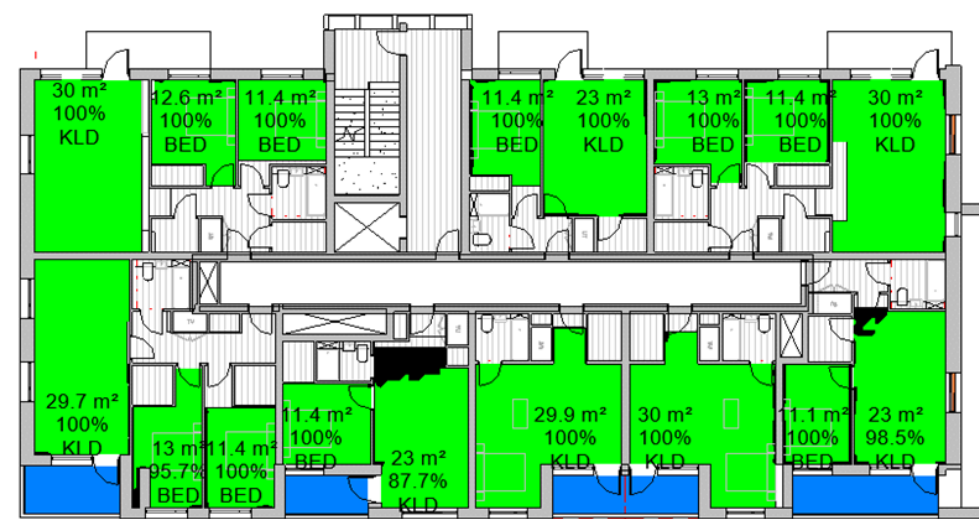 30 m²
100%
KLD
12.6 m²
100%
BED
11.4 m²
100%
BED
11.4 m²
100%
BED
23 m²
100%
KLD
13 m²
100%
BED
11.4 m²
100%
BED
30 m²
100%
KLD
29.7 m²
100%
KLD
13 m²
95.7%
BED
11.4 m²
100%
BED
11.4 m²
100%
BED
23 m²
87.7%
KLD
29.9 m²
100%
KLD
30 m²
100%
KLD
11.1 m²
100%
BED
23 m²
98.5%
KLD